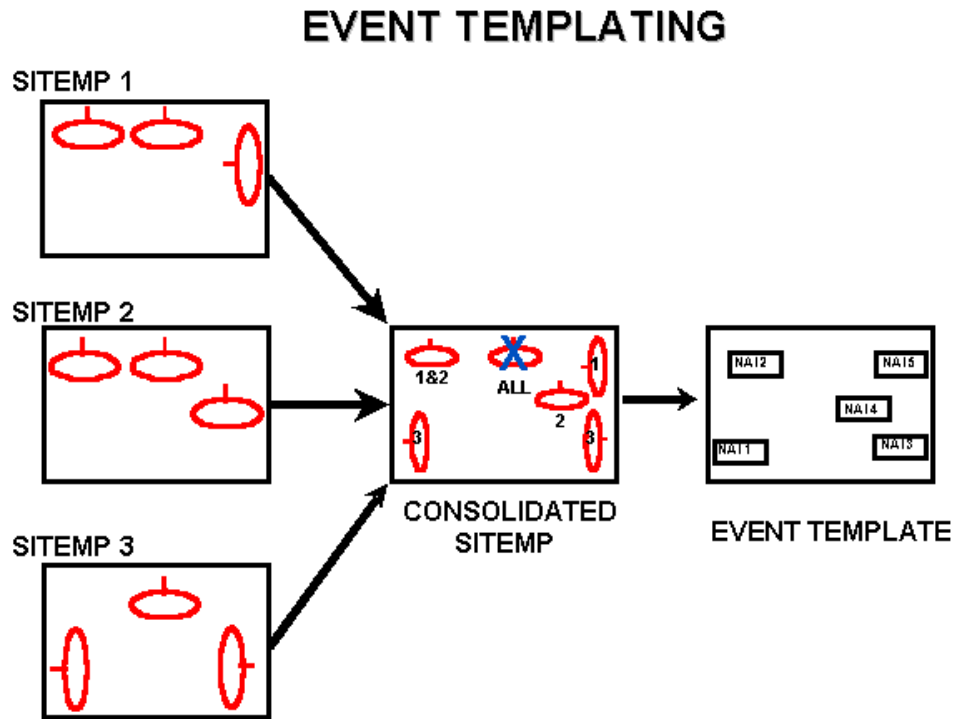 EVENT TEMPLATING
SITEMP 1
SITEMP 2
SITEMP 3
1&2
ALL
1
2
3
3
CONSOLIDATED
SITEMP
NAI2
NAI5
NAI4
NAI1
NAI3
EVENT TEMPLATE